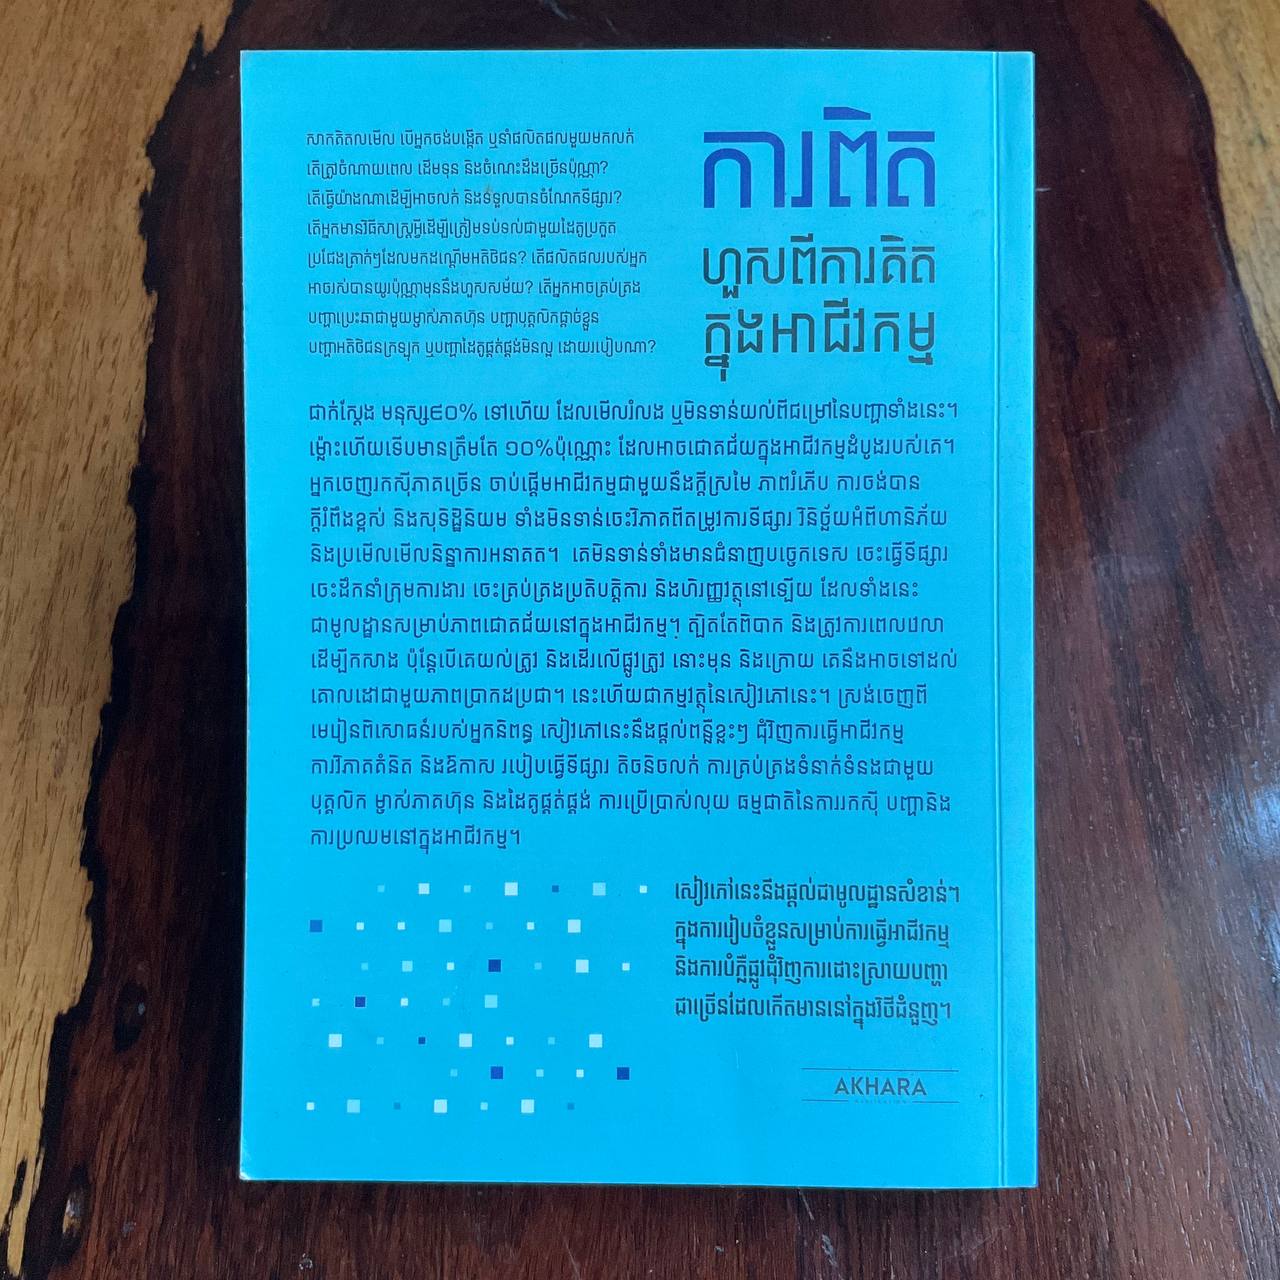 សាកគិតលមើល បើអ្នកចង់បង្កើត ឬនាំផលិតផលមួយមកលក់
តើត្រូវចំណាយពេល ដើមទុន និងចំណេះដឹងច្រើនប៉ុណ្ណា?
តើធ្វើយ៉ាងណាដើម្បីអាចលក់ និងទទួលបានចំណែកទីផ្សារ?
តើអ្នកមានវិធីសាស្ត្រអ្វីដើម្បីត្រៀមទប់ទល់ជាមួយដៃគូប្រកួត
ប្រជែងត្រាក់ៗដែលមកដណ្តើមអតិថិជន? តើផលិតផលរបស់អ្នក
អាចរស់បានយូរប៉ុណ្ណាមុននឹងហួសសម័យ? តើអ្នកអាចគ្រប់គ្រង
បញ្ហាប្រេះឆាជាមួយម្ចាស់ភាគហ៊ុន បញ្ហាបុគ្គលិកផ្តាច់ខ្លួន
បញ្ហាអតិថិជនក្រឡុក ឬបញ្ហាដៃគូផ្គត់ផ្គង់មិនល្អ ដោយរបៀបណា?
ការពិត
ហួសពីការគិត
ក្នុងអាជីវកម្ម
ជាក់ស្តែង មនុស្ស៩០% ទៅហើយ ដែលមើលរំលង ឬមិនទាន់យល់ពីជម្រៅនៃបញ្ហាទាំងនេះ។
ម្ល៉ោះហើយទើបមានត្រឹមតែ ១០%ប៉ុណ្ណោះ ដែលអាចជោគជ័យក្នុងអាជីវកម្មដំបូងរបស់គេ។
អ្នកចេញរកស៊ីភាគច្រើន ចាប់ផ្តើមអាជីវកម្មជាមួយនឹងក្តីស្រមៃ ភាពរំភើប ការចង់បាន
ក្តីរំពឹងខ្ពស់ និងសុទិដ្ឋិនិយម ទាំងមិនទាន់ចេះវិភាគពីតម្រូវការទីផ្សារ វិនិច្ឆ័យអំពីហានិភ័យ
និងប្រមើលមើលនិន្នាការអនាគត។ គេមិនទាន់ទាំងមានជំនាញបច្ចេកទេស ចេះធ្វើទីផ្សារ
ចេះដឹកនាំក្រុមការងារ ចេះគ្រប់គ្រងប្រតិបត្តិការ និងហិរញ្ញវត្ថុនៅឡើយ ដែលទាំងនេះ
ជាមូលដ្ឋានសម្រាប់ភាពជោគជ័យនៅក្នុងអាជីវកម្ម។ ត្បិតតែពិបាក និងត្រូវការពេលវេលា
ដើម្បីកសាង ប៉ុន្តែបើគេយល់ត្រូវ និងដើរលើផ្លូវត្រូវ នោះមុន និងក្រោយ គេនឹងអាចទៅដល់
គោលដៅជាមួយភាពប្រាកដប្រជា។ នេះហើយជាកម្មវត្ថុនៃសៀវភៅនេះ។ ស្រង់ចេញពី
មេរៀនពិសោធន៍របស់អ្នកនិពន្ធ សៀវភៅនេះនឹងផ្តល់ពន្លឺខ្លះៗ ជុំវិញការធ្វើអាជីវកម្ម
ការវិភាគគំនិត និងឱកាស របៀបធ្វើទីផ្សារ តិចនិចលក់ ការគ្រប់គ្រងទំនាក់ទំនងជាមួយ
បុគ្គលិក ម្ចាស់ភាគហ៊ុន និងដៃគូផ្គត់ផ្គង់ ការប្រើប្រាស់លុយ ធម្មជាតិនៃការរកស៊ី បញ្ហានិង
ការប្រឈមនៅក្នុងអាជីវកម្ម។
សៀវភៅនេះនឹងផ្តល់ជាមូលដ្ឋានសំខាន់ៗ
ក្នុងការរៀបចំខ្លួនសម្រាប់ការធ្វើអាជីវកម្ម
និងការបំភ្លឺផ្លូវជុំវិញការដោះស្រាយបញ្ហា
ជាច្រើនដែលកើតមាននៅក្នុងវិថីជំនួញ។
AKHARA